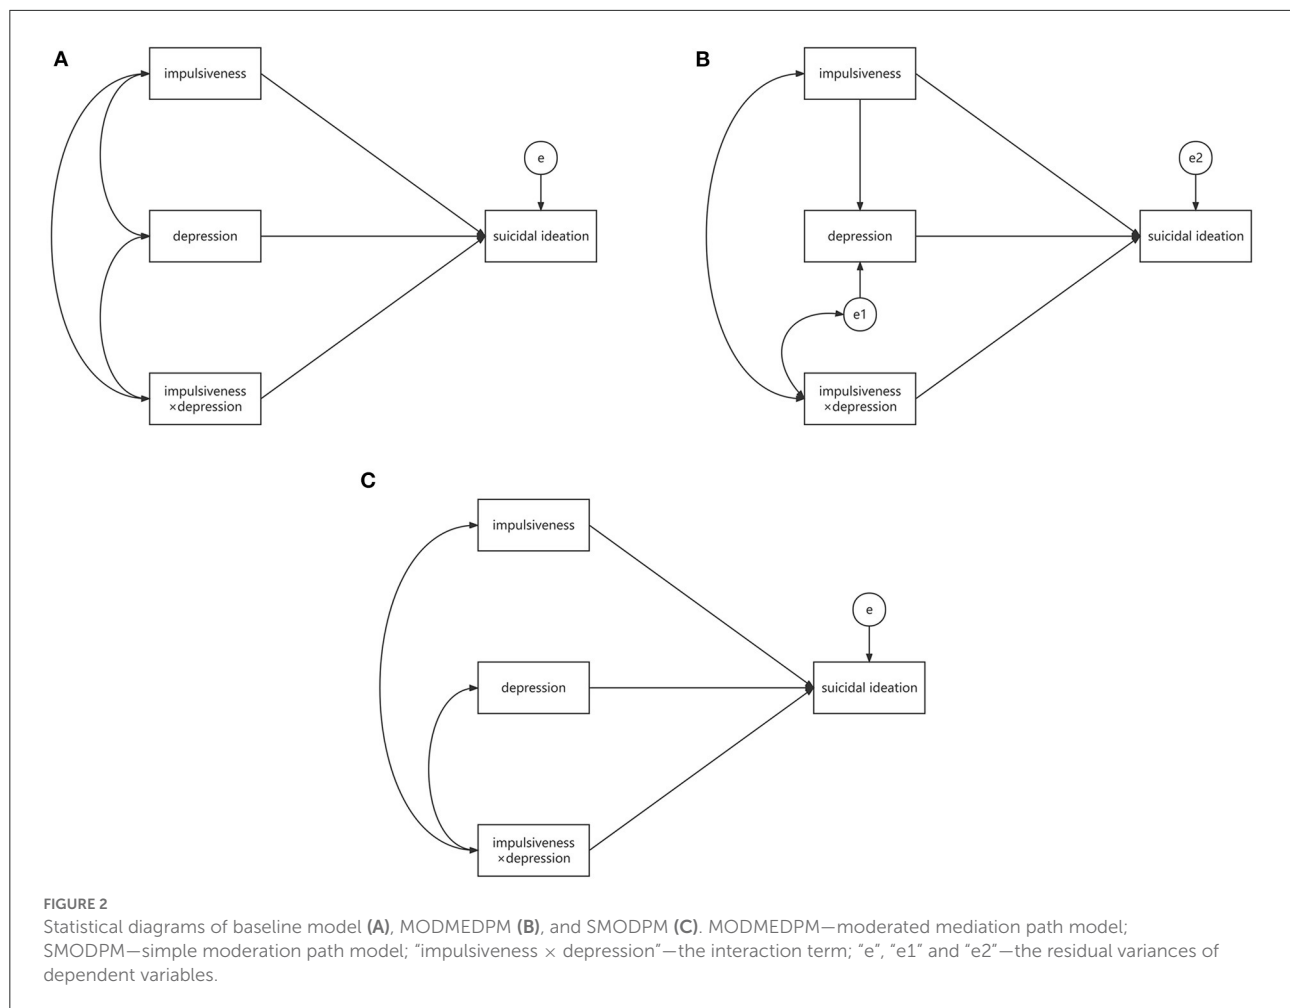 A
impulsiveness
depression
impulsiveness
×depression
e
suicidal ideation
B
impulsiveness
depression
e1
impulsiveness
×depression
e2
suicidal ideation
C
impulsiveness
depression
impulsiveness
×depression
e
suicidal ideation
FIGURE 2
Statistical diagrams of baseline model (A), MODMEDPM (B), and SMODPM (C). MODMEDPM—moderated mediation path model;
SMODPM—simple moderation path model; “impulsiveness × depression”—the interaction term; “e”, “e1” and “e2”—the residual variances of
dependent variables.